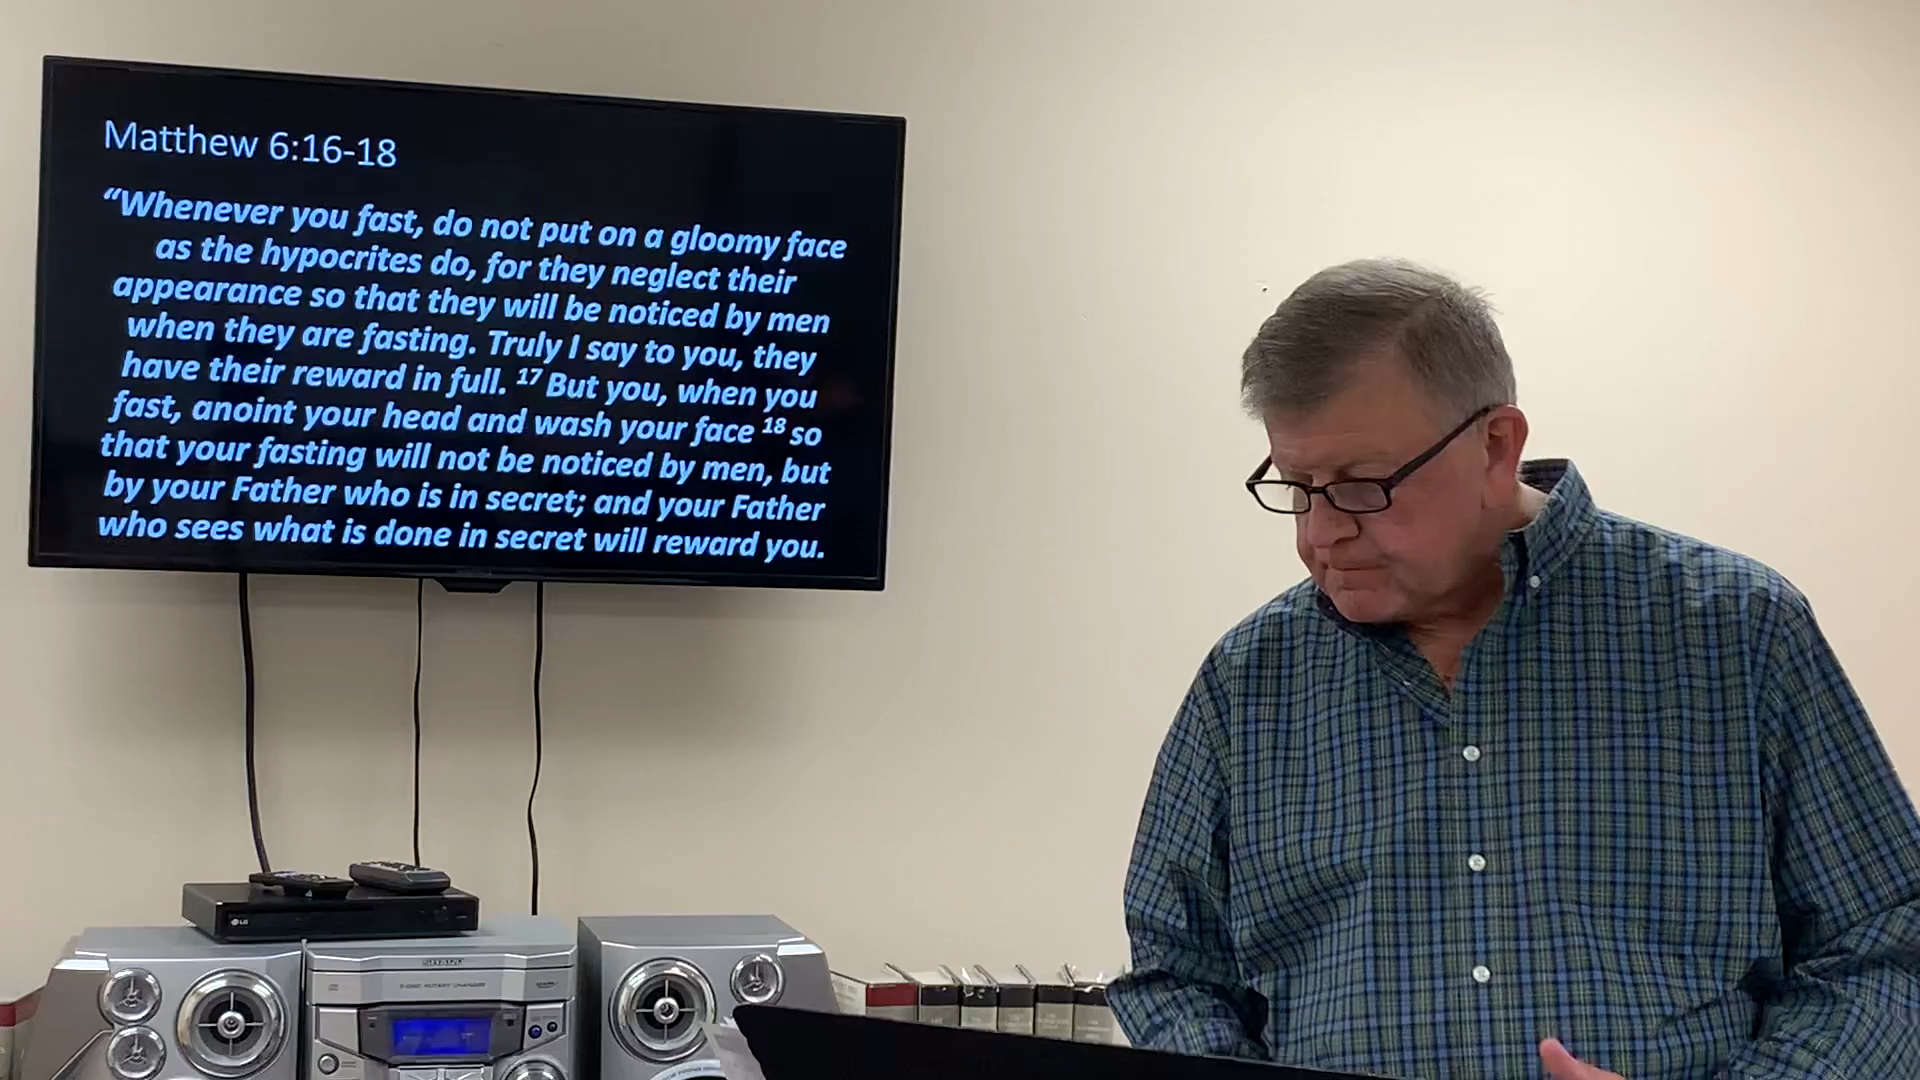 Matthew 6:16-18
“Whenever you fast, do not put on a gloomy face
as the hypocrites do, for they neglect their
appearance so that they will be noticed by men
when they are fasting. Truly I say to you, they
have their reward in full. 17 But you, when you
fast, anoint your head and wash your face 18 so
that your fasting will not be noticed by men, but
by your Father who is in secret; and your Father
who sees what is done in secret will reward you.
LG
SHARP